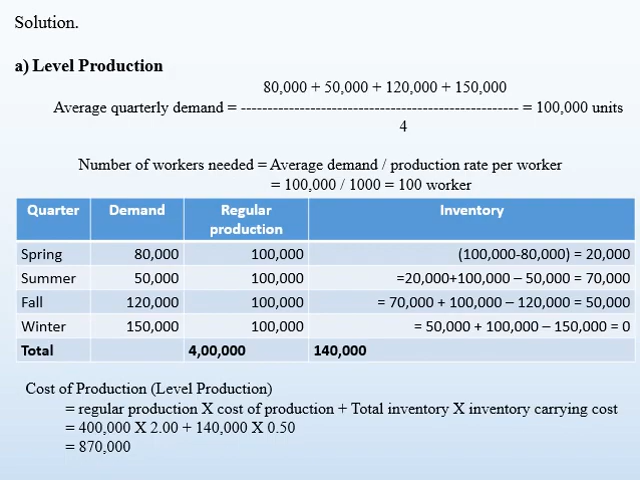 Solution.
a) Level Production
80,000 + 50,000 + 120,000 + 150,000
Average quarterly demand = ---------------------------------------------------- = 100,000 units
4
Number of workers needed = Average demand / production rate per worker
= 100,000 / 1000 = 100 worker
Quarter Demand Regular production Inventory
Spring 80,000 100,000 (100,000-80,000) = 20,000
Summer 50,000 100,000 =20,000+100,000 – 50,000 = 70,000
Fall 120,000 100,000 = 70,000 + 100,000 – 120,000 = 50,000
Winter 150,000 100,000 = 50,000 + 100,000 – 150,000 = 0
Total 4,00,000 140,000
Cost of Production (Level Production)
= regular production X cost of production + Total inventory X inventory carrying cost
= 400,000 X 2.00 + 140,000 X 0.50
= 870,000